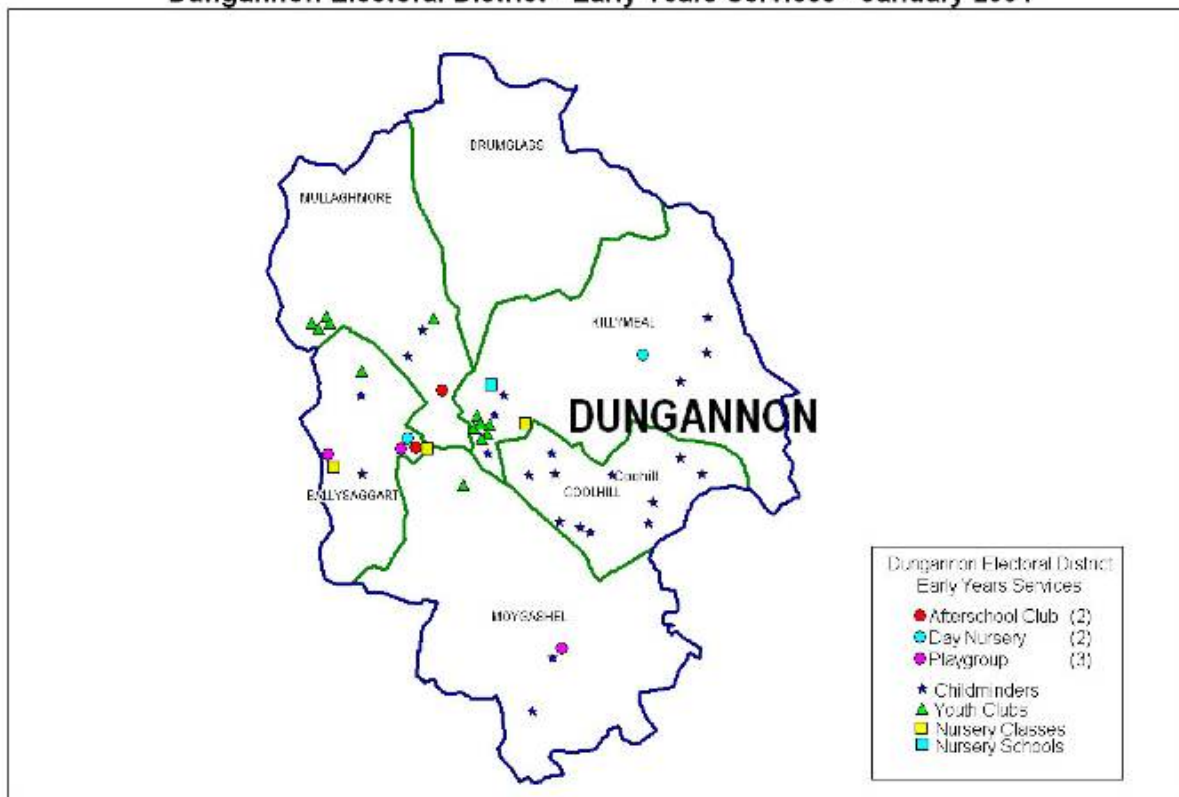 DRUMGLASS
MULLAGHMORE
KILLYMEAL
DUNGANNON
Coolhill
COOLHILL
BALLYSAGGART
MOYGASHEL
Dungannon Electoral District
Early Years Services
Afterschool Club (2)
Day Nursery (2)
Playgroup (3)
Childminders
Youth Clubs
Nursery Classes
Nursery Schools